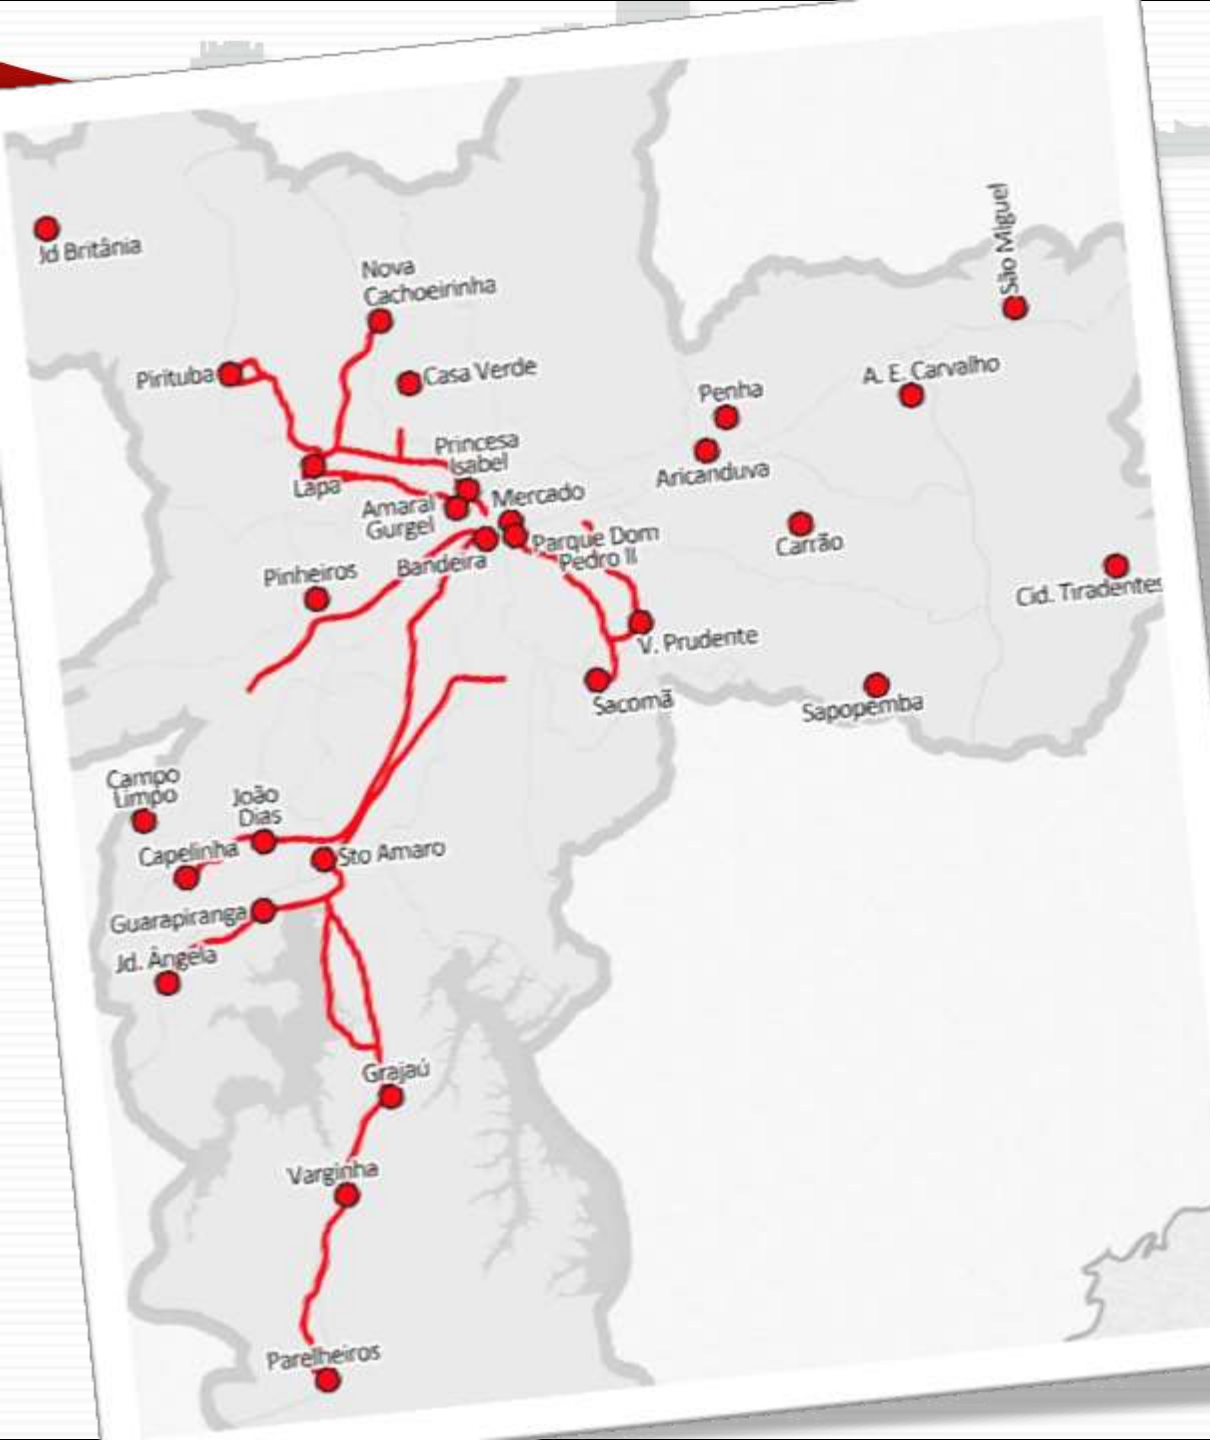 São Miguel
Jd Britânia
Nova
Cachoeirinha
Pirituba
Casa Verde
Penha
A. E. Carvalho
Princesa
Isabel
Aricanduva
Lapa
Amaral
Gurgel
Mercado
Parque Dom
Pedro II
Carrão
Bandeira
Pinheiros
Cid. Tiradentes
V. Prudente
Sacomã
Sapopemba
Campo
Limpo
João
Dias
Capelinha
Sto Amaro
Guarapiranga
Jd. Ângela
Grajaú
Varginha
Parelheiros